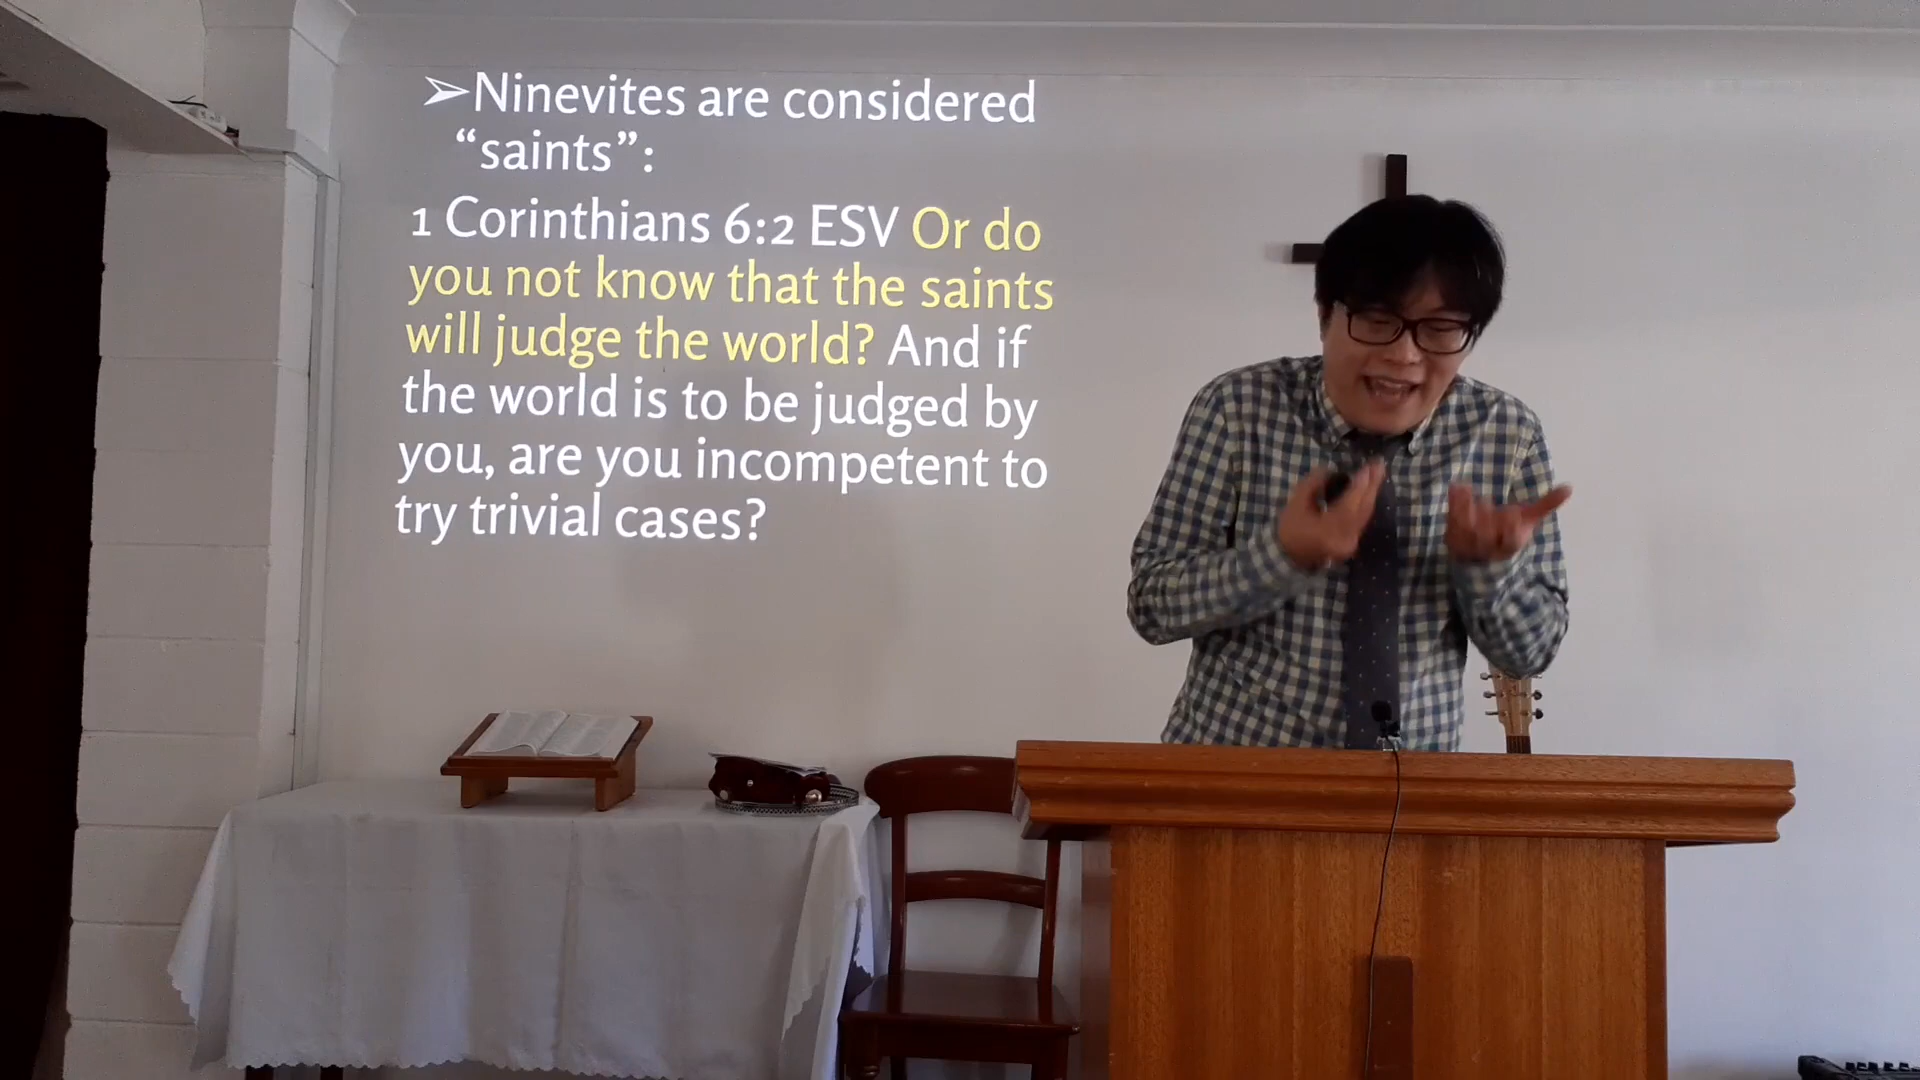 ➢Ninevites are considered
“saints”:
1 Corinthians 6:2 ESV Or do
you not know that the saints
will judge the world? And if
the world is to be judged by
you, are you incompetent to
try trivial cases?